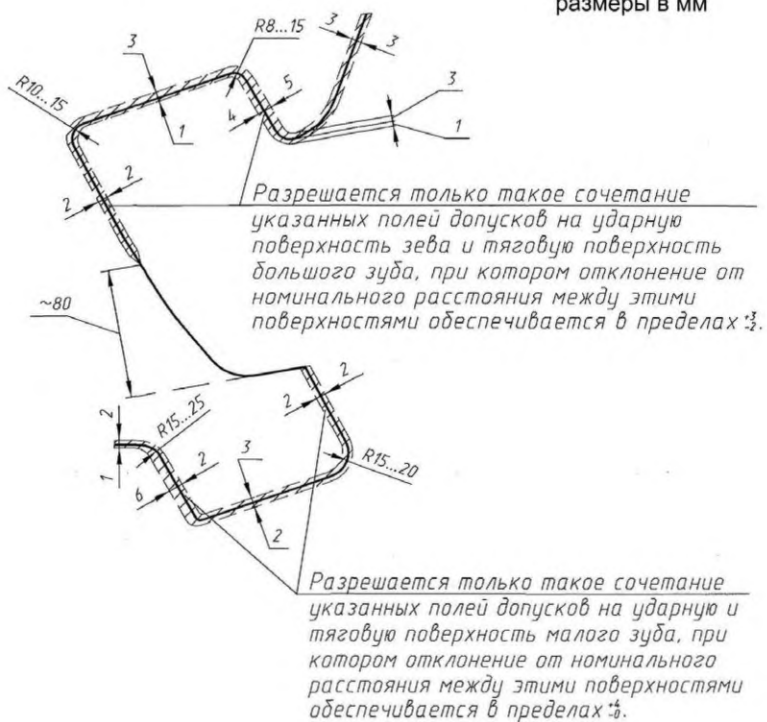 размеры в мм
R8...15
3
3
3
5
R10...15
4
3
1
1
2
2
Разрешается только такое сочетание
указанных полей допусков на ударную
поверхность зева и тяговую поверхность
большого зуба, при котором отклонение от
номинального расстояния между этими
поверхностями обеспечивается в пределах +3 -2.
~80
2
2
2
R15...25
1
2
3
R15...20
6
2
Разрешается только такое сочетание
указанных полей допусков на ударную и
тяговую поверхность малого зуба, при
котором отклонение от номинального
расстояния между этими поверхностями
обеспечивается в пределах